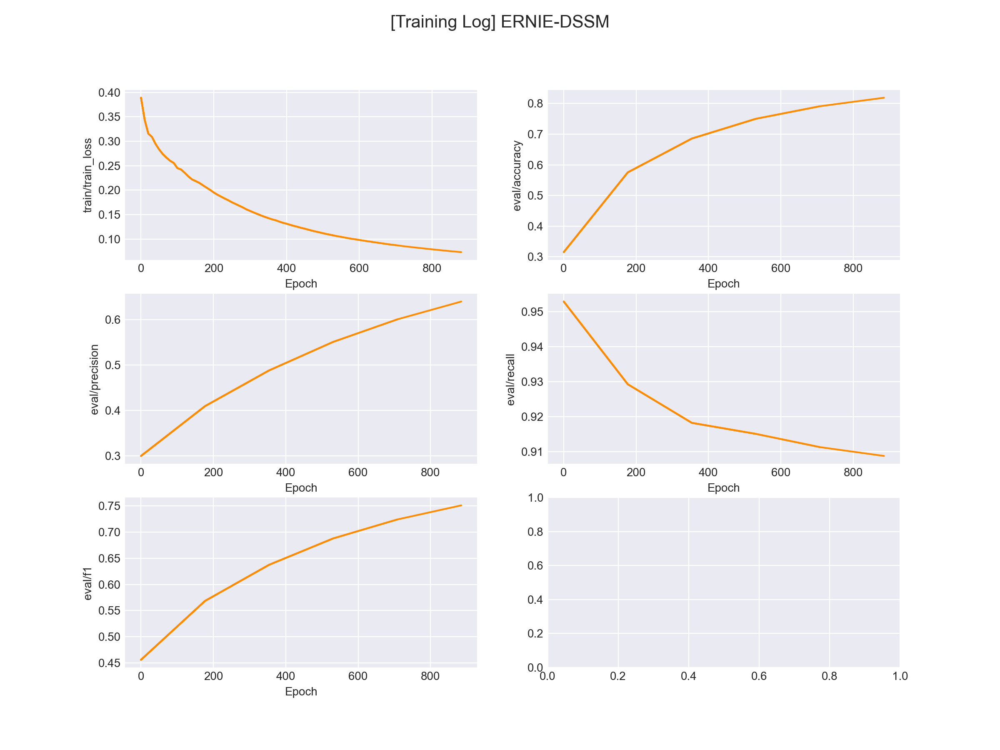 [Training Log] ERNIE-DSSM
train/train_loss
0.40
0.35
0.30
0.25
0.20
0.15
0.10
0 200 400 600 800
Epoch
eval/accuracy
0.8
0.7
0.6
0.5
0.4
0.3
0 200 400 600 800
Epoch
eval/precision
0.6
0.5
0.4
0.3
0 200 400 600 800
Epoch
eval/recall
0.95
0.94
0.93
0.92
0.91
0 200 400 600 800
Epoch
eval/f1
0.75
0.70
0.65
0.60
0.55
0.50
0.45
0 200 400 600 800
Epoch
1.0
0.8
0.6
0.4
0.2
0.0
0.0 0.2 0.4 0.6 0.8 1.0